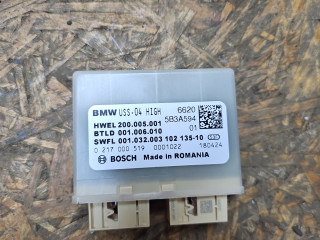 BMW USS-04 HIGH 6620
HWEL 200.005.001 5B3A594
BTLD 001.006.010 01
SWFL 001.032.003 102 135-10
0 217 000 519 0001022 180424
BOSCH Made in ROMANIA